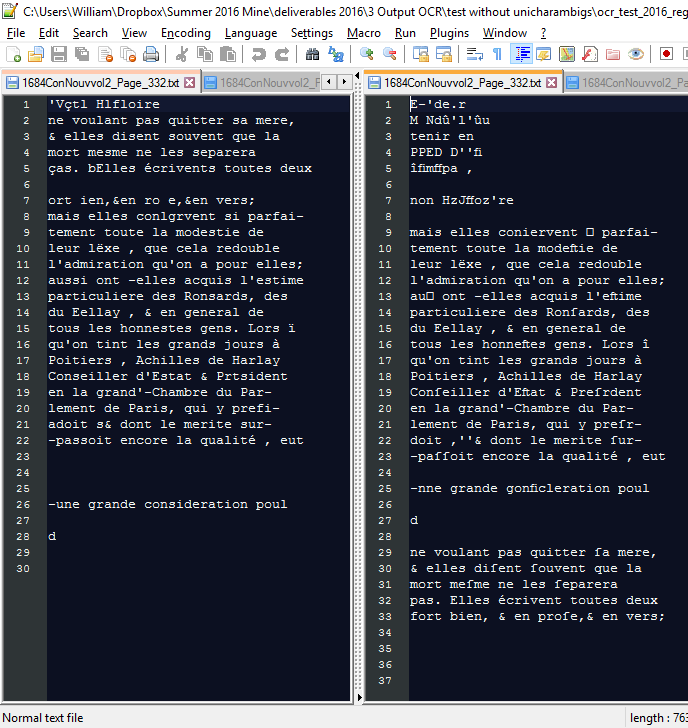 C:\Users\William\Dropbox\Summer 2016 Mine\deliverables 2016\3 Output OCR\test without unicharambigs\ocr_test_2016_reg
File Edit Search View Encoding Language Settings Macro Run Plugins Window ?
1684ConNouvvol2_Page_332.txt 1684ConNouvvol2_P
1 'Vçtl Hlfloire
2 ne voulant pas quitter sa mere,
3 & elles disent souvent que la
4 mort mesme ne les separera
5 ças. bElles écrivents toutes deux
6
7 ort ien,&en ro e,&en vers;
8 mais elles conlgrvent si parfai-
9 tement toute la modestie de
10 leur lëxe , que cela redouble
11 l'admiration qu'on a pour elles;
12 aussi ont -elles acquis l'estime
13 particuliere des Ronsards, des
14 du Eellay , & en general de
15 tous les honnestes gens. Lors ï
16 qu'on tint les grands jours à
17 Poitiers , Achilles de Harlay
18 Conseiller d'Estat & Prtsident
19 en la grand'-Chambre du Par-
20 lement de Paris, qui y prefi-
21 adoit s& dont le merite sur-
22 -passoit encore la qualité , eut
23
24
25
26 -une grande consideration poul
27
28 d
29
30
1684ConNouvvol2_Page_332.txt 1684ConNouvv
1 E-'de.r
2 M Ndû'l'ûu
3 tenir en
4 PPED D''fi
5 îfimffpa ,
6
7 non HzJffoz're
8
9 mais elles coniervent □ parfai-
10 tement toute la modeftie de
11 leur lëxe , que cela redouble
12 l'admiration qu'on a pour elles;
13 au□ ont -elles acquis l'eftime
14 particuliere des Ronſards, des
15 du Eellay , & en general de
16 tous les honneftes gens. Lors î
17 qu'on tint les grands jours à
18 Poitiers , Achilles de Harlay
19 Conſeiller d'Eftat & Preſrdent
20 en la grand'-Chambre du Par-
21 lement de Paris, qui y preſr-
22 doit ,''& dont le merite ſur-
23 -paſſoit encore la qualité , eut
24
25 -nne grande gonficleration poul
26
27 d
28
29 ne voulant pas quitter ſa mere,
30 & elles diſent ſouvent que la
31 mort meſme ne les ſeparera
32 pas. Elles écrivent toutes deux
33 fort bien, & en proſe,& en vers;
34
35
36
37
Normal text file
length : 763